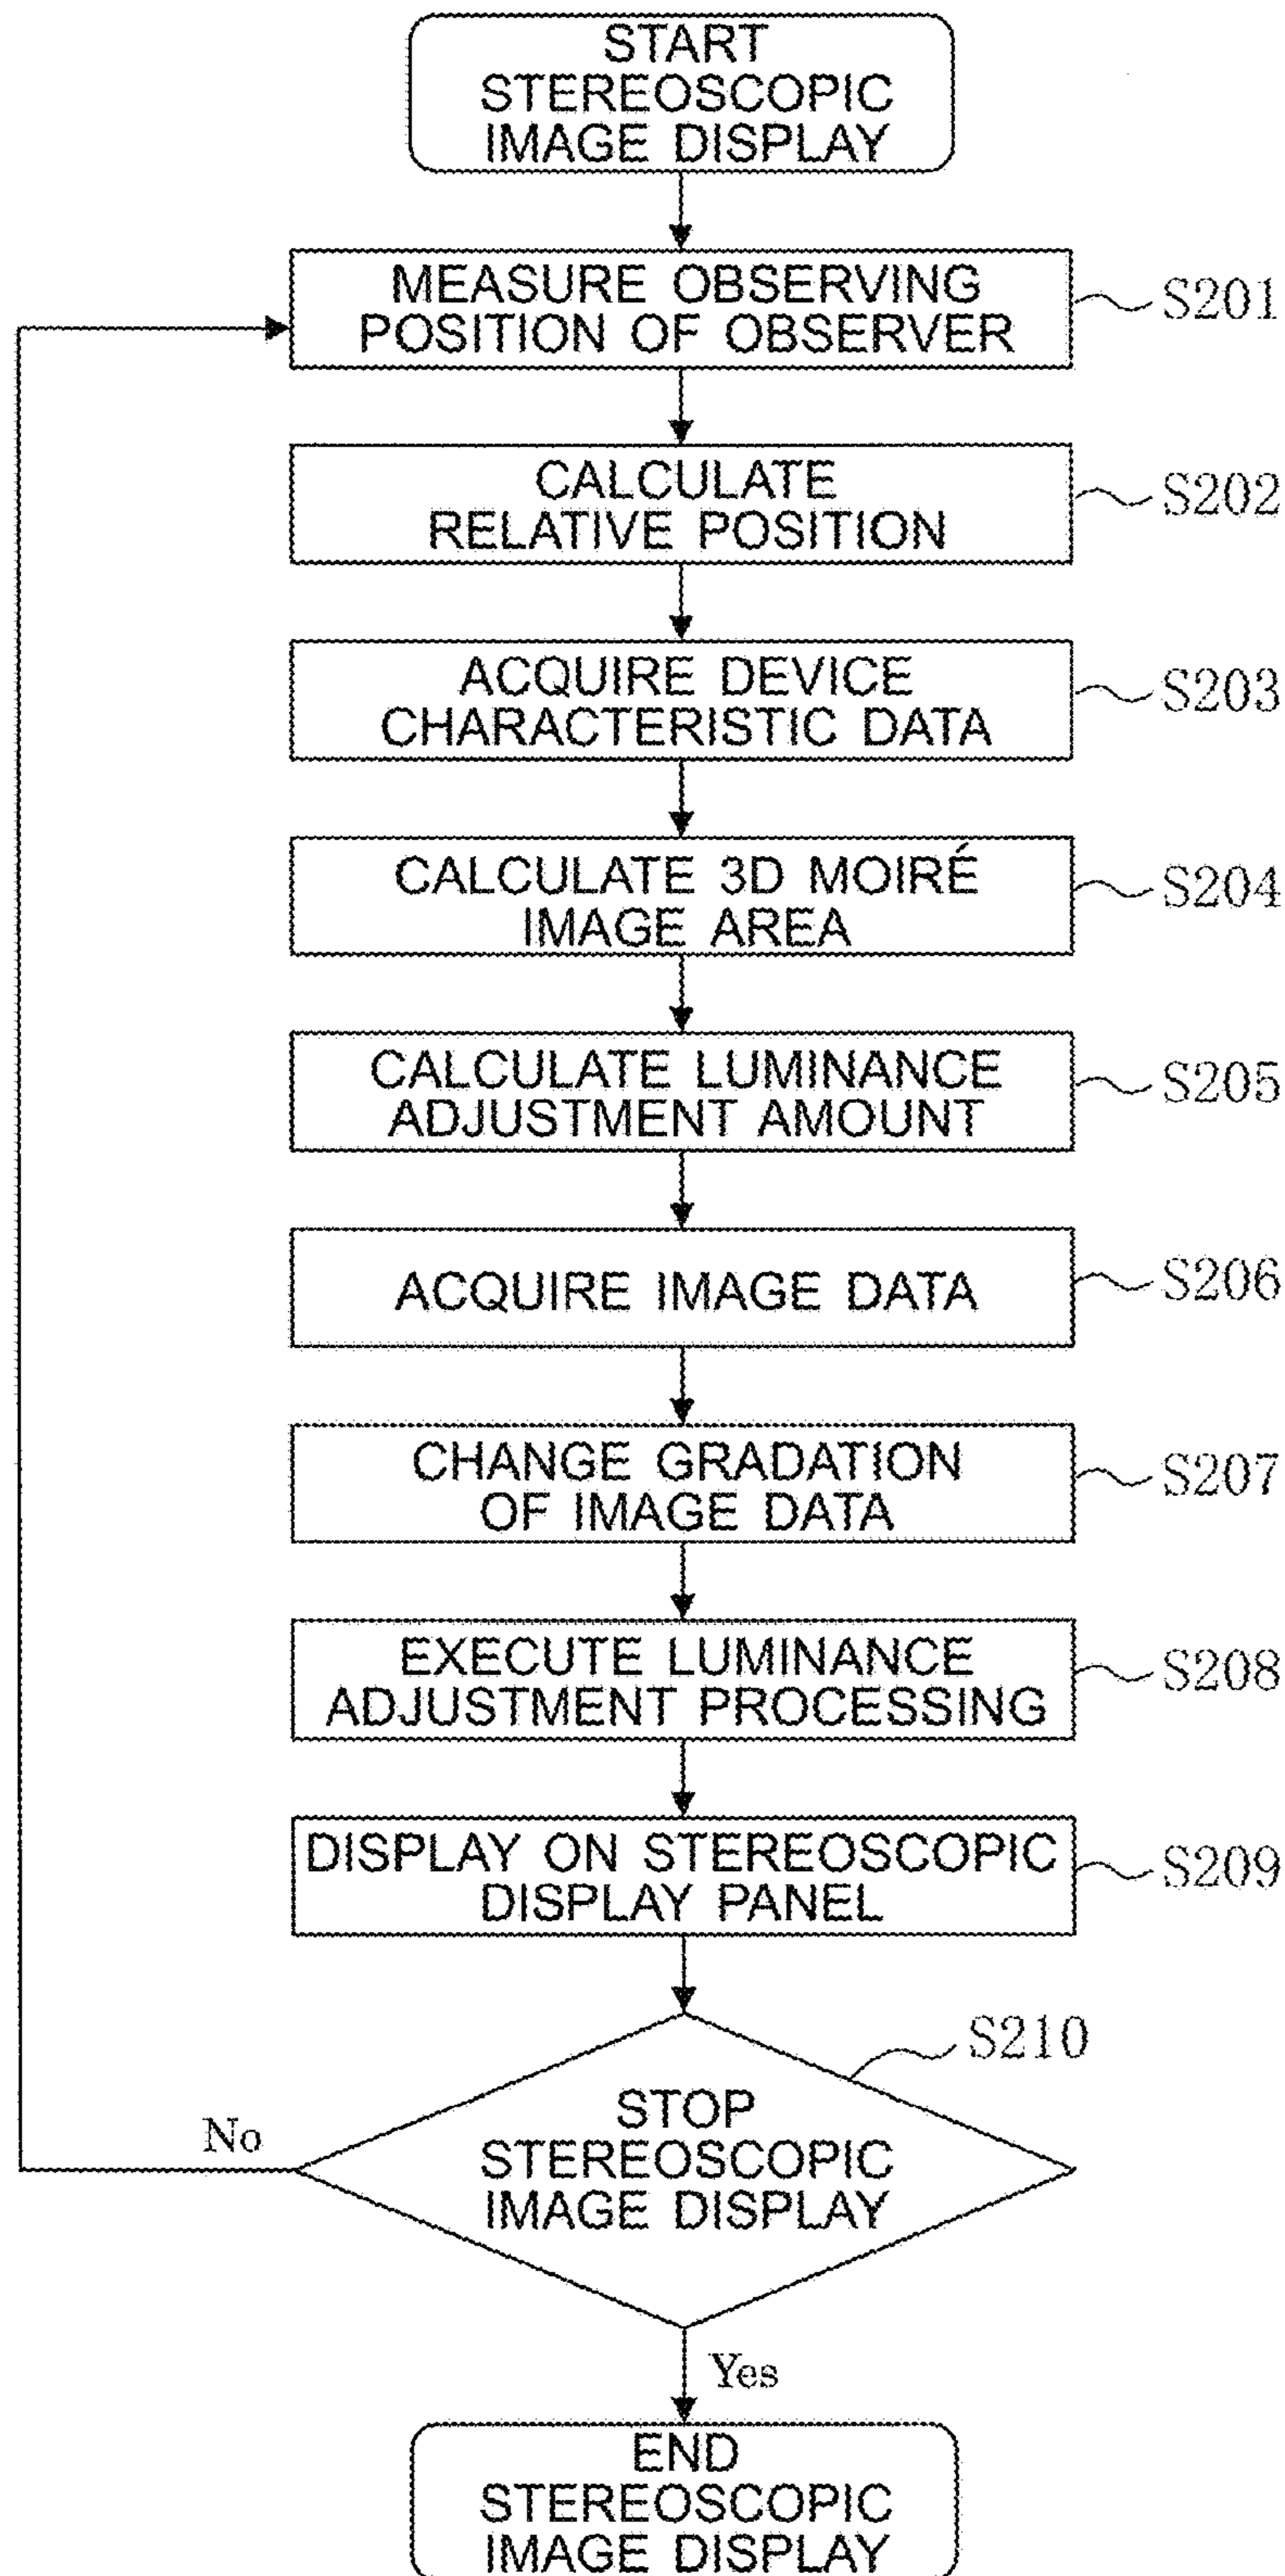 START
STEREOSCOPIC
IMAGE DISPLAY
MEASURE OBSERVING
POSITION OF OBSERVER
S201
CALCULATE
RELATIVE POSITION
S202
ACQUIRE DEVICE
CHARACTERISTIC DATA
S203
CALCULATE 3D MOIRÉ
IMAGE AREA
S204
CALCULATE LUMINANCE
ADJUSTMENT AMOUNT
S205
ACQUIRE IMAGE DATA
S206
CHANGE GRADATION
OF IMAGE DATA
S207
EXECUTE LUMINANCE
ADJUSTMENT PROCESSING
S208
DISPLAY ON STEREOSCOPIC
DISPLAY PANEL
S209
S210
STOP
STEREOSCOPIC
IMAGE DISPLAY
No
Yes
END
STEREOSCOPIC
IMAGE DISPLAY